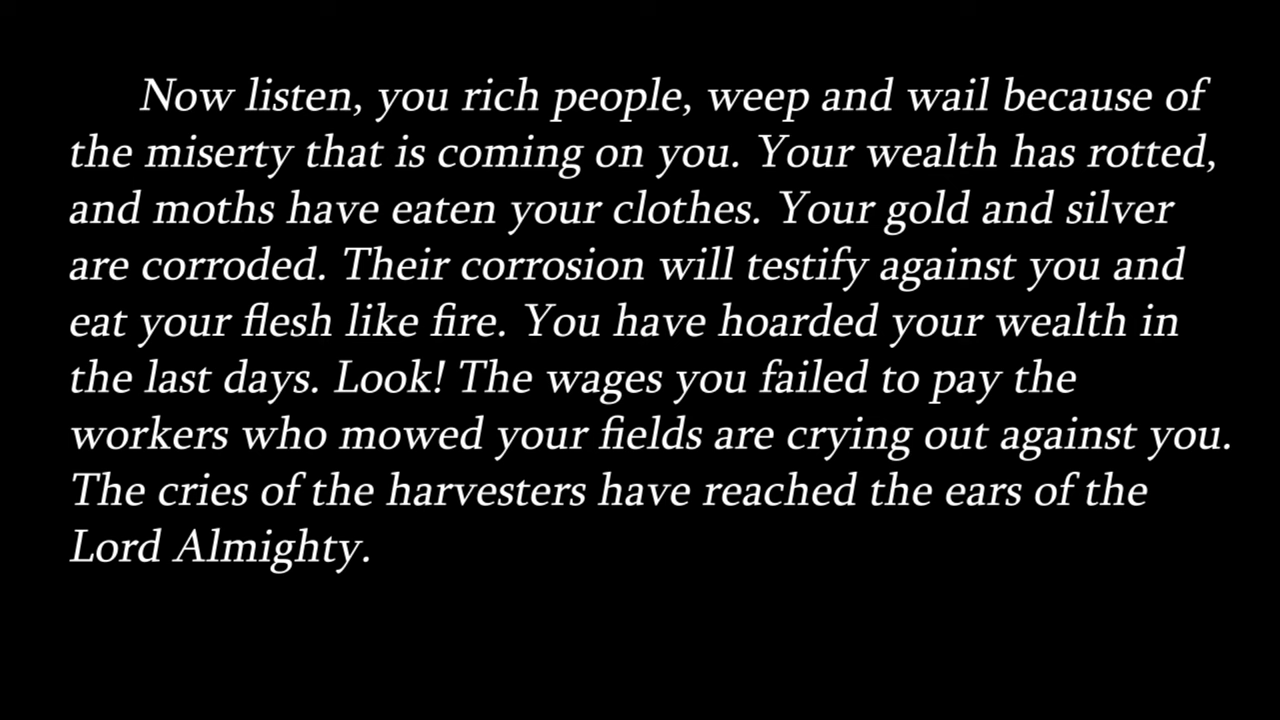 Now listen, you rich people, weep and wail because of
the miserty that is coming on you. Your wealth has rotted,
and moths have eaten your clothes. Your gold and silver
are corroded. Their corrosion will testify against you and
eat your flesh like fire. You have hoarded your wealth in
the last days. Look! The wages you failed to pay the
workers who mowed your fields are crying out against you.
The cries of the harvesters have reached the ears of the
Lord Almighty.